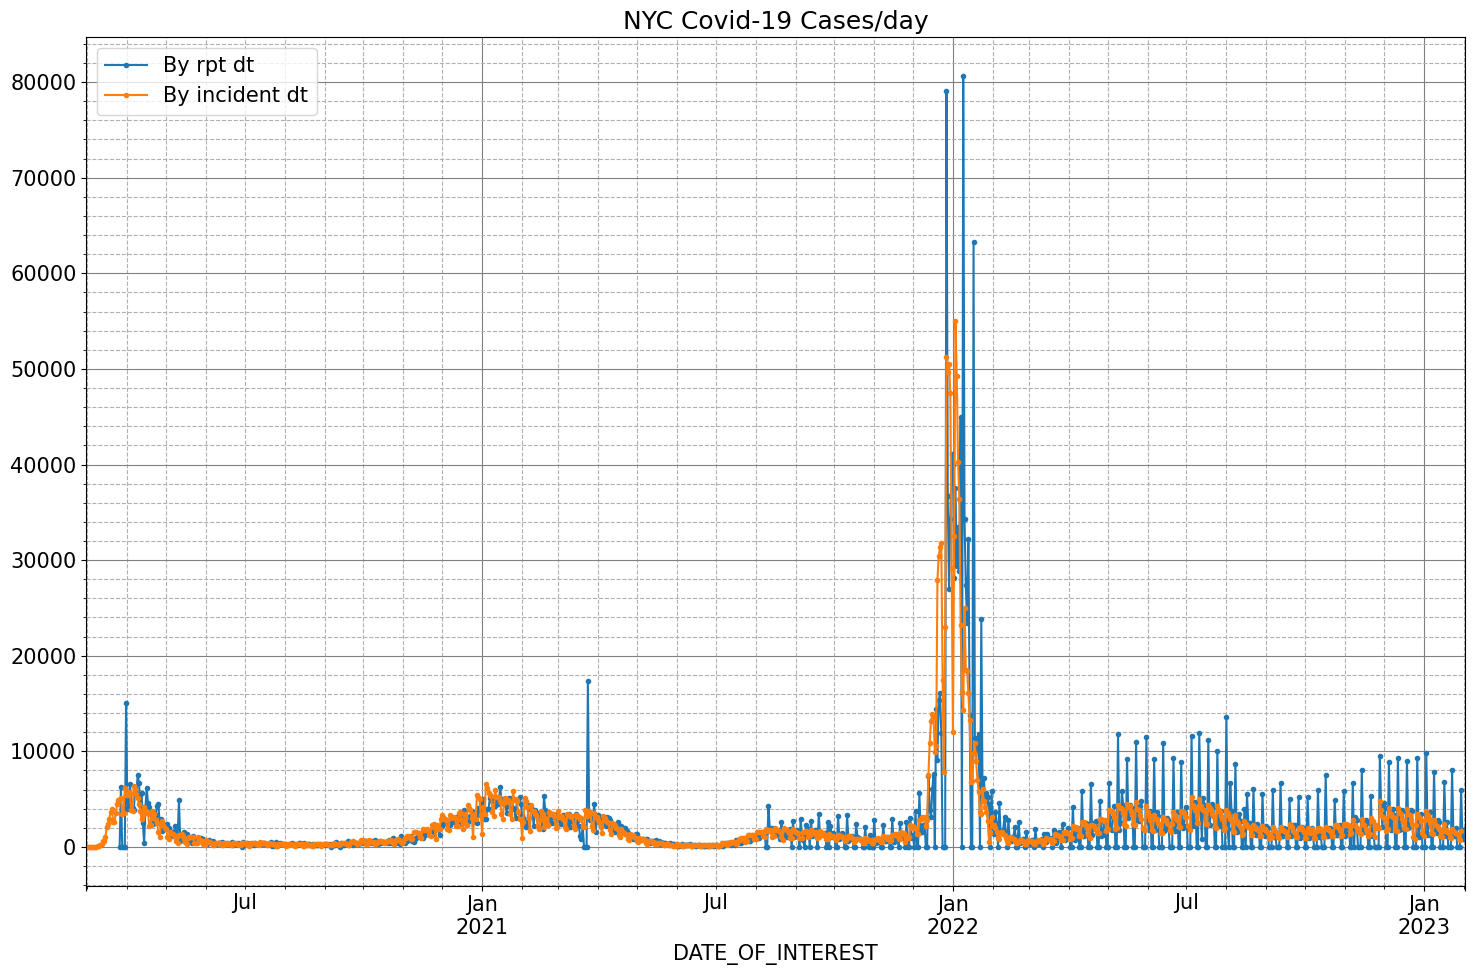 NYC Covid-19 Cases/day
By rpt dt
By incident dt
80000
70000
60000
50000
40000
30000
20000
10000
0
Jul
Jan
2021
Jul
Jan
2022
Jul
Jan
2023
DATE_OF_INTEREST